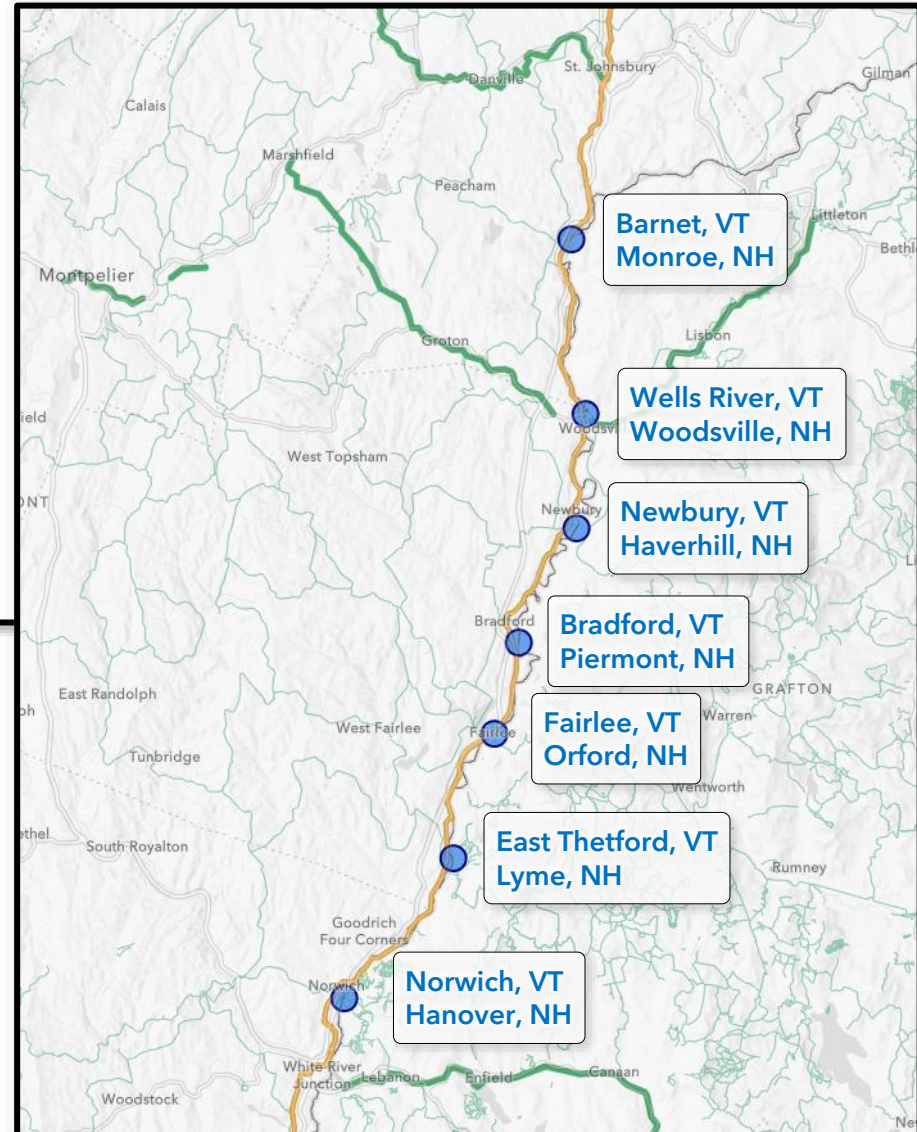 St. Johnsbury
Danville
Gilman
Calais
Marshfield
Peacham
Barnet, VT
Monroe, NH
Littleton
Montpelier
Lisbon
Groton
Wells River, VT
Woodsville, NH
West Topsham
Newbury
Newbury, VT
Haverhill, NH
Bradford
Bradford, VT
Piermont, NH
East Randolph
GRAFTON
West Fairlee
Fairlee
Fairlee, VT
Orford, NH
Warren
Tunbridge
Wentworth
South Royalton
East Thetford, VT
Lyme, NH
Rumney
Goodrich
Four Corners
Norwich
Norwich, VT
Hanover, NH
White River
Junction
Lebanon
Enfield
Canaan
Woodstock